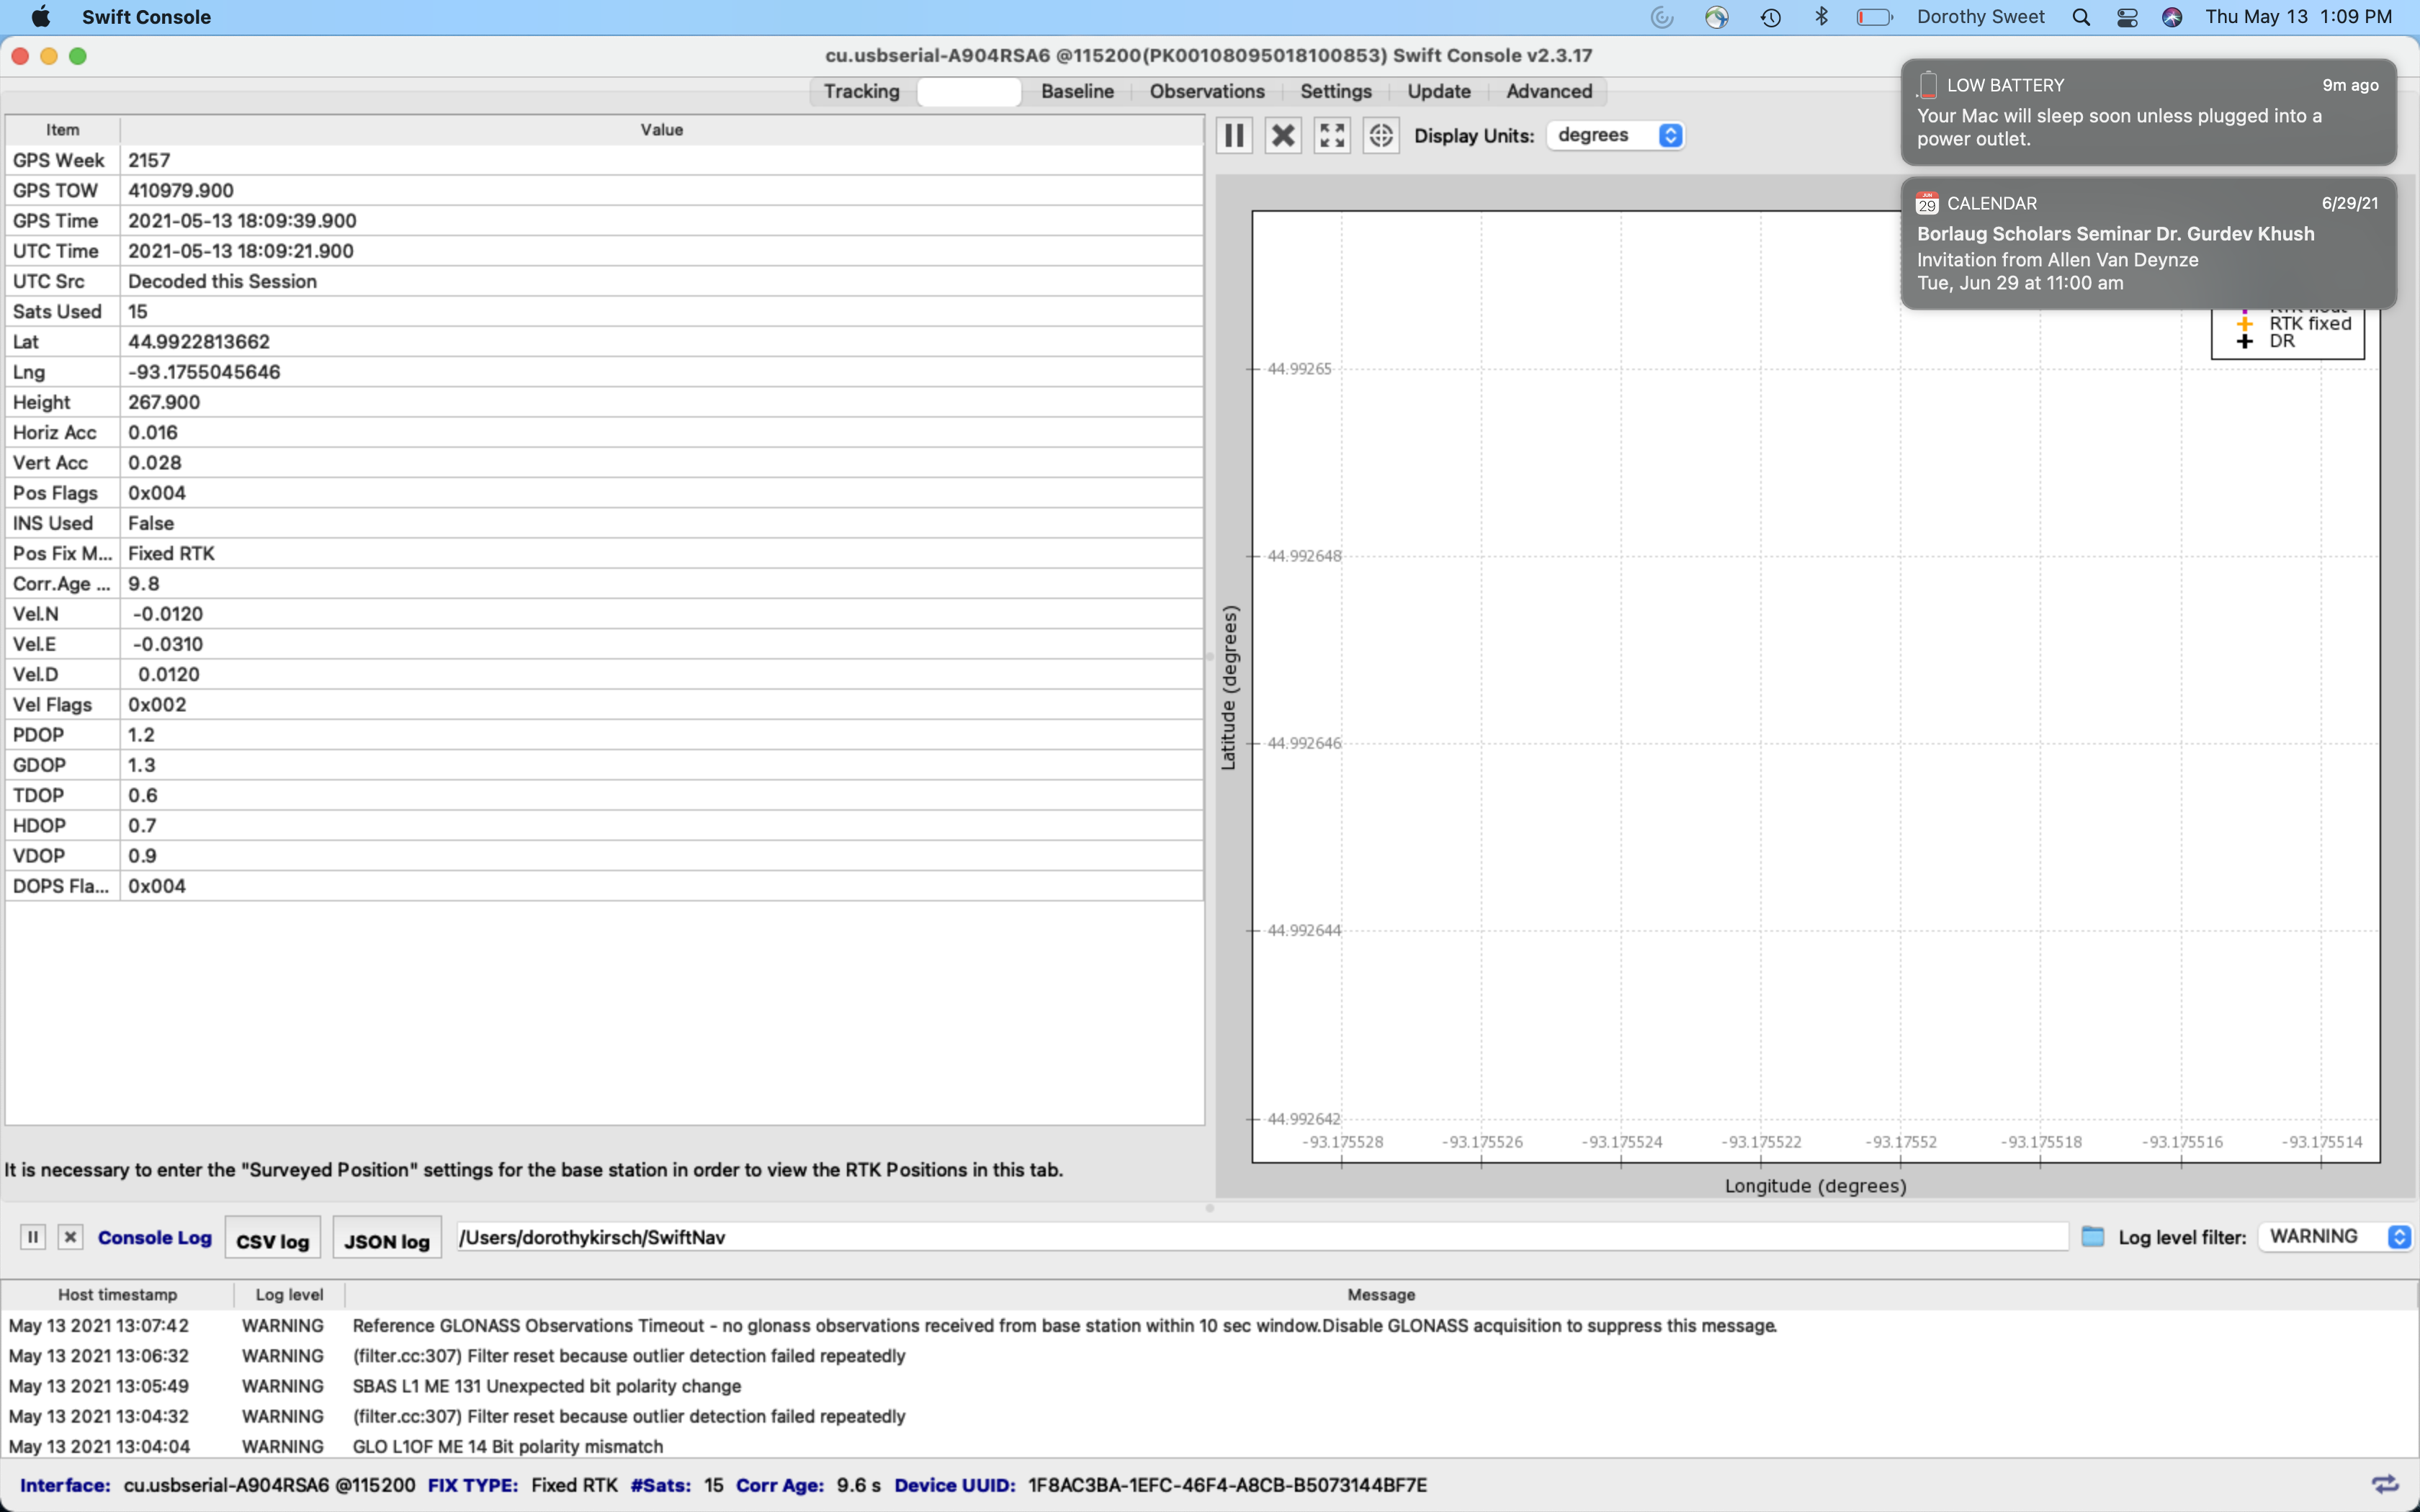 Swift Console
Dorothy Sweet
Thu May 13 1:09 PM
cu.usbserial-A904RSA6 @115200(PK00108095018100853) Swift Console v2.3.17
Tracking Baseline Observations Settings Update Advanced
LOW BATTERY 9m ago
Your Mac will sleep soon unless plugged into a
power outlet.
29 CALENDAR 6/29/21
Borlaug Scholars Seminar Dr. Gurdev Khush
Invitation from Allen Van Deynze
Tue, Jun 29 at 11:00 am
Item Value
GPS Week 2157
GPS TOW 410979.900
GPS Time 2021-05-13 18:09:39.900
UTC Time 2021-05-13 18:09:21.900
UTC Src Decoded this Session
Sats Used 15
Lat 44.9922813662
Lng -93.1755045646
Height 267.900
Horiz Acc 0.016
Vert Acc 0.028
Pos Flags 0x004
INS Used False
Pos Fix M... Fixed RTK
Corr.Age ... 9.8
Vel.N -0.0120
Vel.E -0.0310
Vel.D 0.0120
Vel Flags 0x002
PDOP 1.2
GDOP 1.3
TDOP 0.6
HDOP 0.7
VDOP 0.9
DOPS Fla... 0x004
It is necessary to enter the "Surveyed Position" settings for the base station in order to view the RTK Positions in this tab.
Display Units: degrees
RTK fixed
DR
Latitude (degrees)
44.99265
44.992648
44.992646
44.992644
44.992642
-93.175528 -93.175526 -93.175524 -93.175522 -93.17552 -93.175518 -93.175516 -93.175514
Longitude (degrees)
Console Log CSV log JSON log /Users/dorothykirsch/SwiftNav Log level filter: WARNING
Host timestamp Log level Message
May 13 2021 13:07:42 WARNING Reference GLONASS Observations Timeout - no glonass observations received from base station within 10 sec window.Disable GLONASS acquisition to suppress this message.
May 13 2021 13:06:32 WARNING (filter.cc:307) Filter reset because outlier detection failed repeatedly
May 13 2021 13:05:49 WARNING SBAS L1 ME 131 Unexpected bit polarity change
May 13 2021 13:04:32 WARNING (filter.cc:307) Filter reset because outlier detection failed repeatedly
May 13 2021 13:04:04 WARNING GLO L1OF ME 14 Bit polarity mismatch
Interface: cu.usbserial-A904RSA6 @115200 FIX TYPE: Fixed RTK #Sats: 15 Corr Age: 9.6 s Device UUID: 1F8AC3BA-1EFC-46F4-A8CB-B5073144BF7E